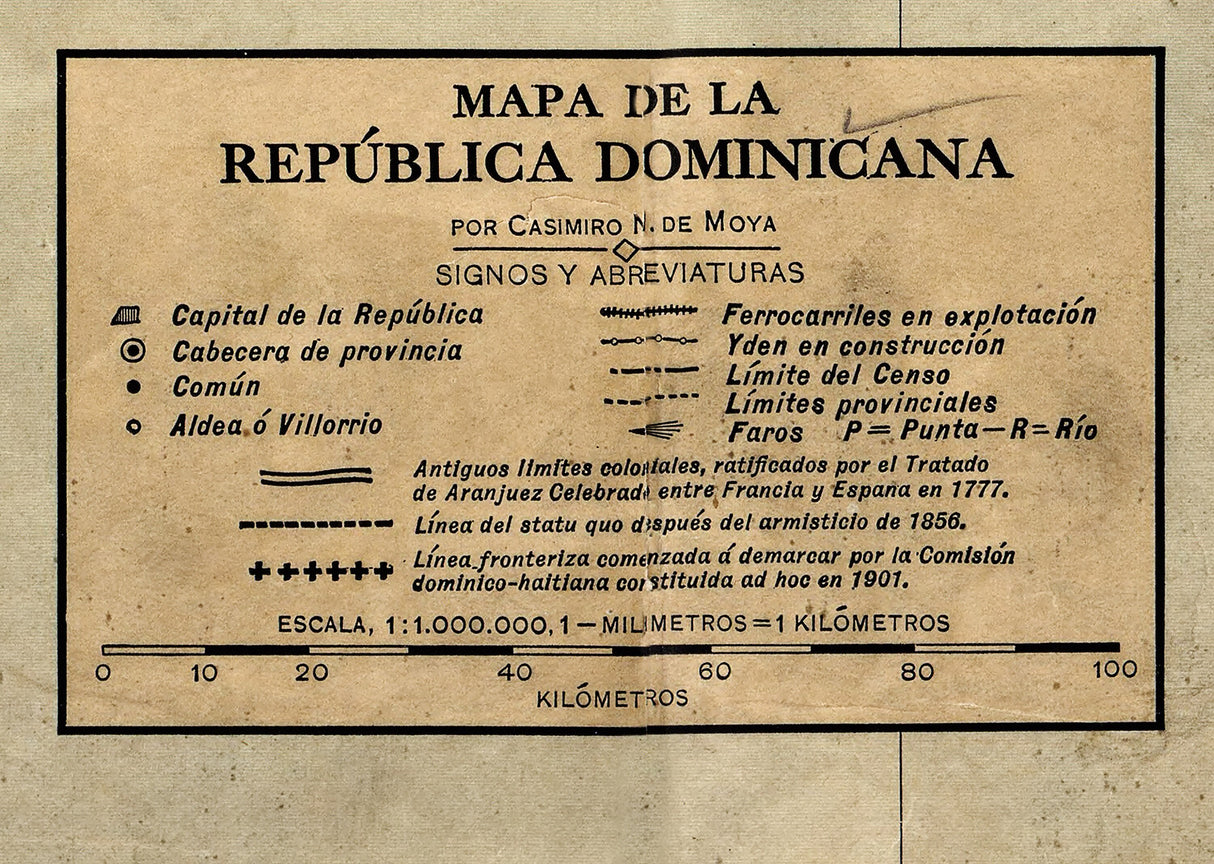 MAPA DE LA
REPÚBLICA DOMINICANA
POR CASIMIRO N. DE MOYA
SIGNOS Y ABREVIATURAS
Capital de la República
Cabecera de provincia
Común
Aldea ó Villorrio
Ferrocarriles en explotación
Yden en construcción
Límite del Censo
Límites provinciales
Faros P = Punta — R = Río
Antiguos límites coloniales, ratificados por el Tratado
de Aranjuez Celebrado entre Francia y Espana en 1777.
Línea del statu quo después del armisticio de 1856.
Línea fronteriza comenzada á demarcar por la Comisión
dominico-haitiana constituida ad hoc en 1901.
ESCALA, 1:1.000.000, 1 — MILIMETROS = 1 KILÓMETROS
0 10 20 40 60 80 100
KILÓMETROS